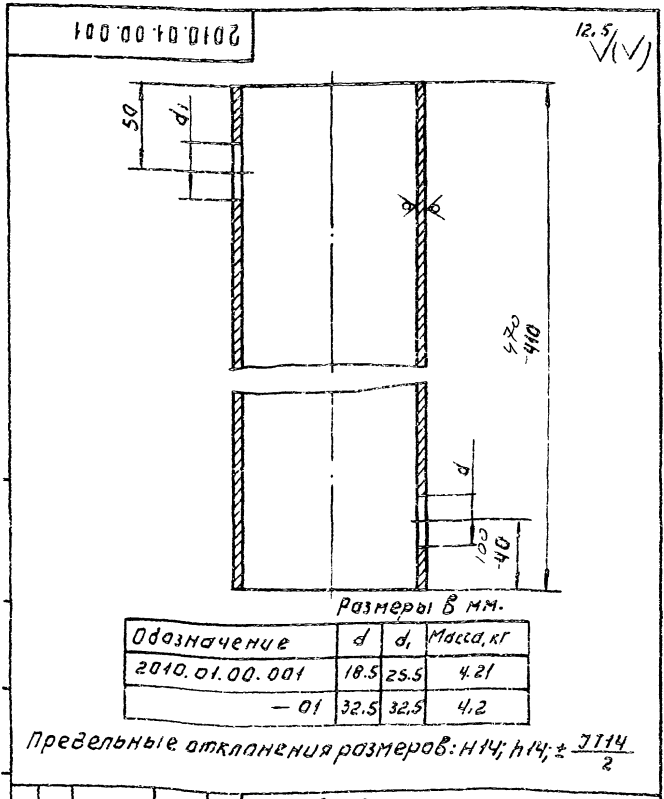 2010.01.00.001
12.5 √(√)
50
d₁
470
-410
d
100
-40
Размеры в мм.
Обозначение d d₁ Масса, кг
2010.01.00.001 18.5 25.5 4.21
— 01 32.5 32,5 4,2
Предельные отклонения размеров: H14; h14; ± IT14/2